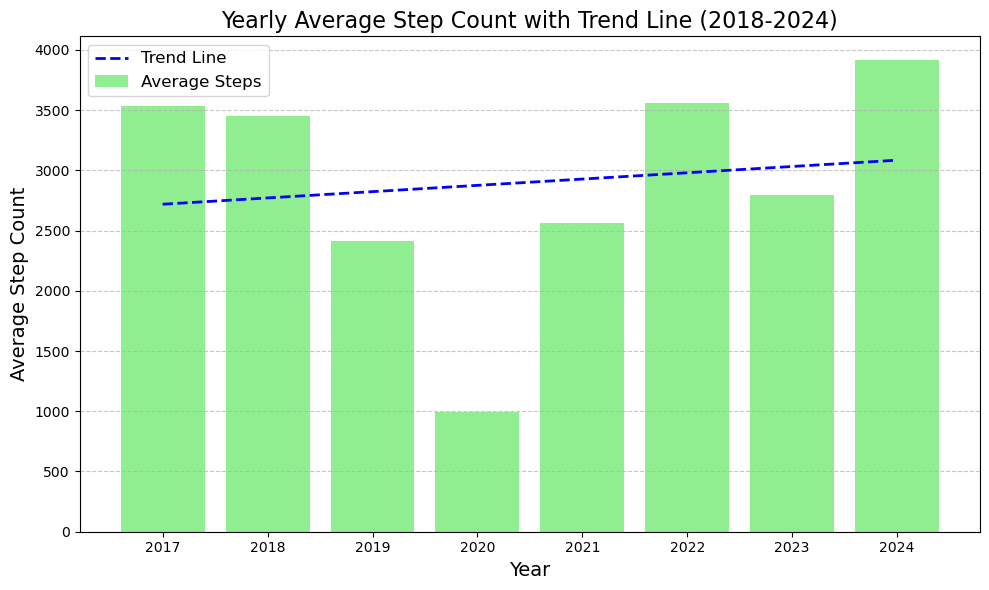 Yearly Average Step Count with Trend Line (2018-2024)
Trend Line
Average Steps
Average Step Count
4000
3500
3000
2500
2000
1500
1000
500
0
2017 2018 2019 2020 2021 2022 2023 2024
Year